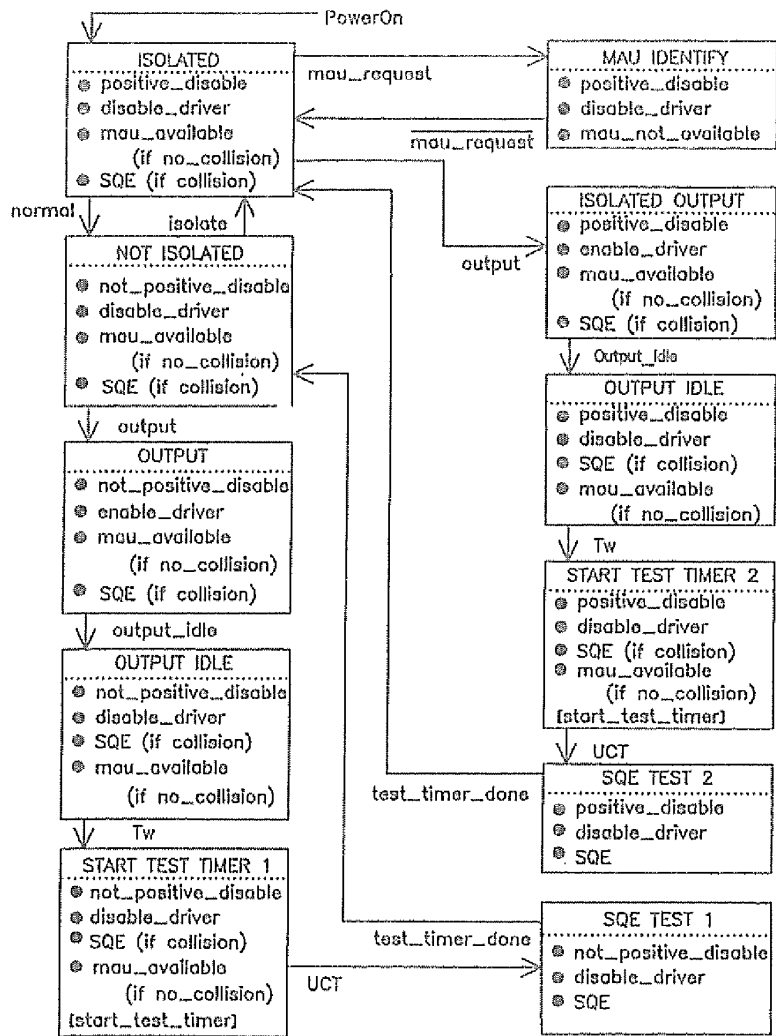 PowerOn
ISOLATED
positive_disable
disable_driver
mau_available
(if no_collision)
SQE (if collision)
mau_request
MAU IDENTIFY
positive_disable
disable_driver
mau_not_available
mau_request
normal
isolate
NOT ISOLATED
not_positive_disable
disable_driver
mau_available
(if no_collision)
SQE (if collision)
output
ISOLATED OUTPUT
positive_disable
enable_driver
mau_available
(if no_collision)
SQE (if collision)
Output_Idle
OUTPUT IDLE
positive_disable
disable_driver
SQE (if collision)
mau_available
(if no_collision)
Tw
START TEST TIMER 2
positive_disable
disable_driver
SQE (if collision)
mau_available
(if no_collision)
[start_test_timer]
UCT
SQE TEST 2
positive_disable
disable_driver
SQE
test_timer_done
output
OUTPUT
not_positive_disable
enable_driver
mau_available
(if no_collision)
SQE (if collision)
output_idle
OUTPUT IDLE
not_positive_disable
disable_driver
SQE (if collision)
mau_available
(if no_collision)
Tw
START TEST TIMER 1
not_positive_disable
disable_driver
SQE (if collision)
mau_available
(if no_collision)
[start_test_timer]
UCT
test_timer_done
SQE TEST 1
not_positive_disable
disable_driver
SQE